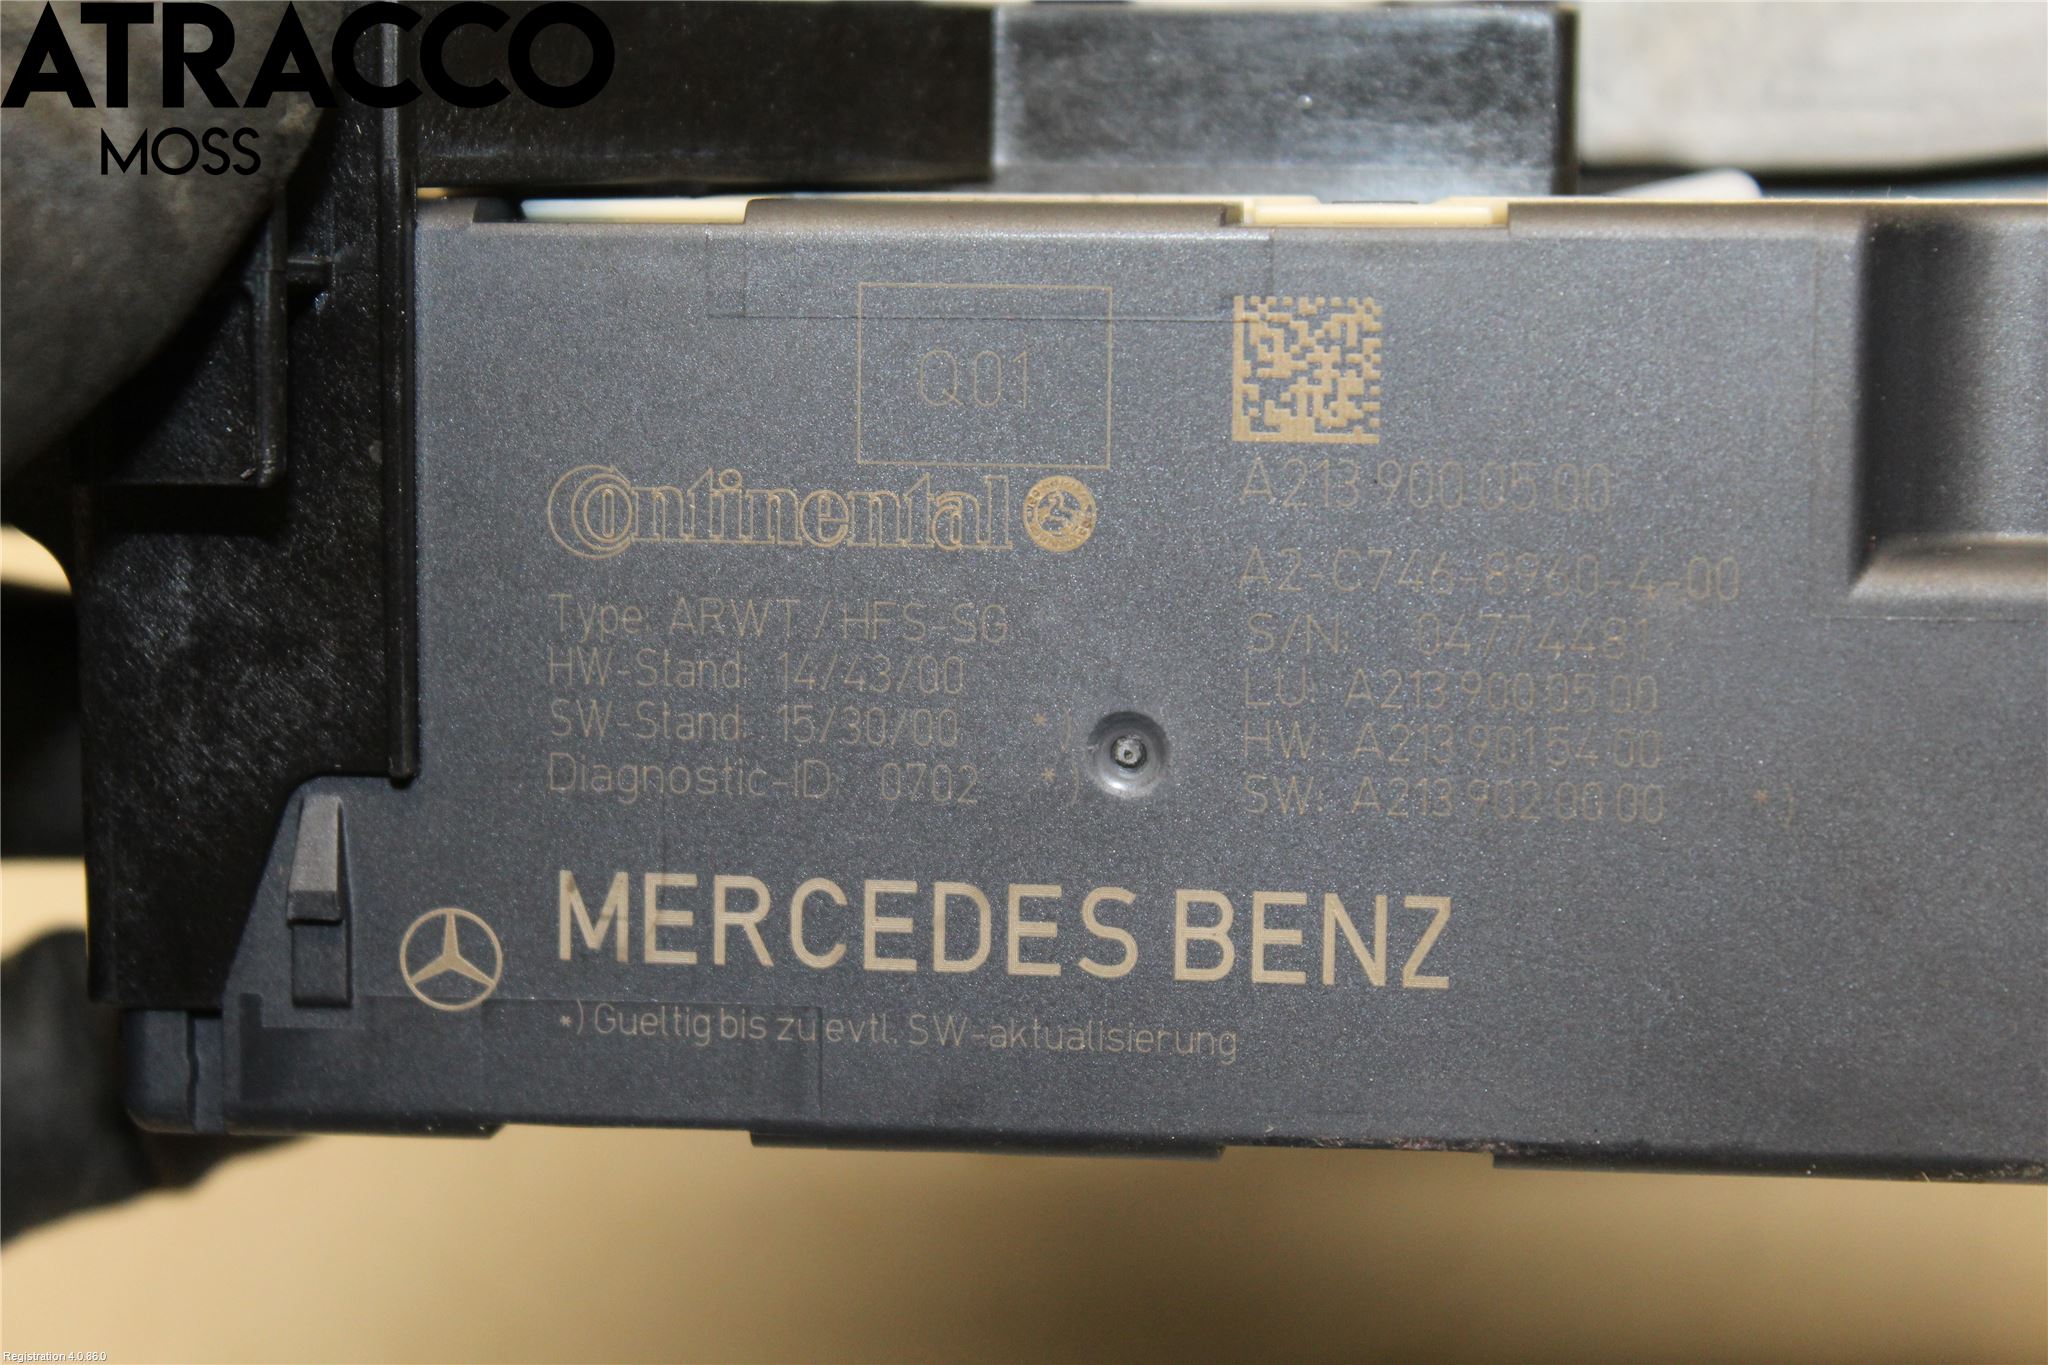 ATRACCO
MOSS
Q01
Continental
A213 900 05 00
A2-C746-8960-4-00
Type: ARWT/HFS-SG
S/N: 04774481
HW-Stand: 14/43/00
LU: A213 900 05 00
SW-Stand: 15/30/00 *)
HW: A213 901 54 00
Diagnostic-ID: 0702 *)
SW: A213 902 00 00 *)
MERCEDES BENZ
*) Gueltig bis zu evtl. SW-aktualisierung
Registration 4.0.86.0